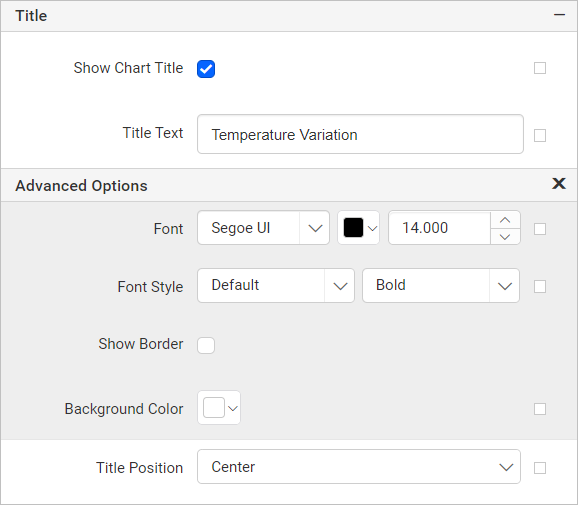 Title
Show Chart Title
Title Text Temperature Variation
Advanced Options
Font Segoe UI 14.000
Font Style Default Bold
Show Border
Background Color
Title Position Center